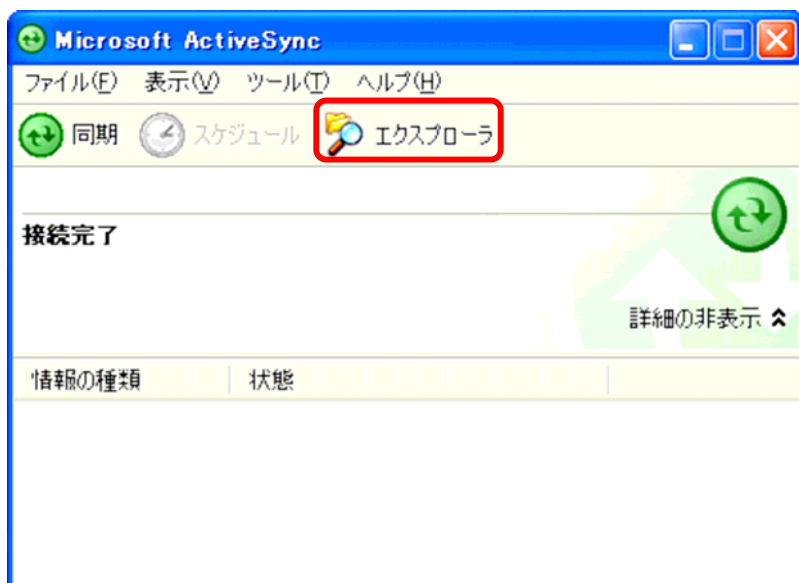 Microsoft ActiveSync
ファイル(F) 表示(V) ツール(T) ヘルプ(H)
同期 スケジュール エクスプローラ
接続完了
詳細の非表示
情報の種類 状態